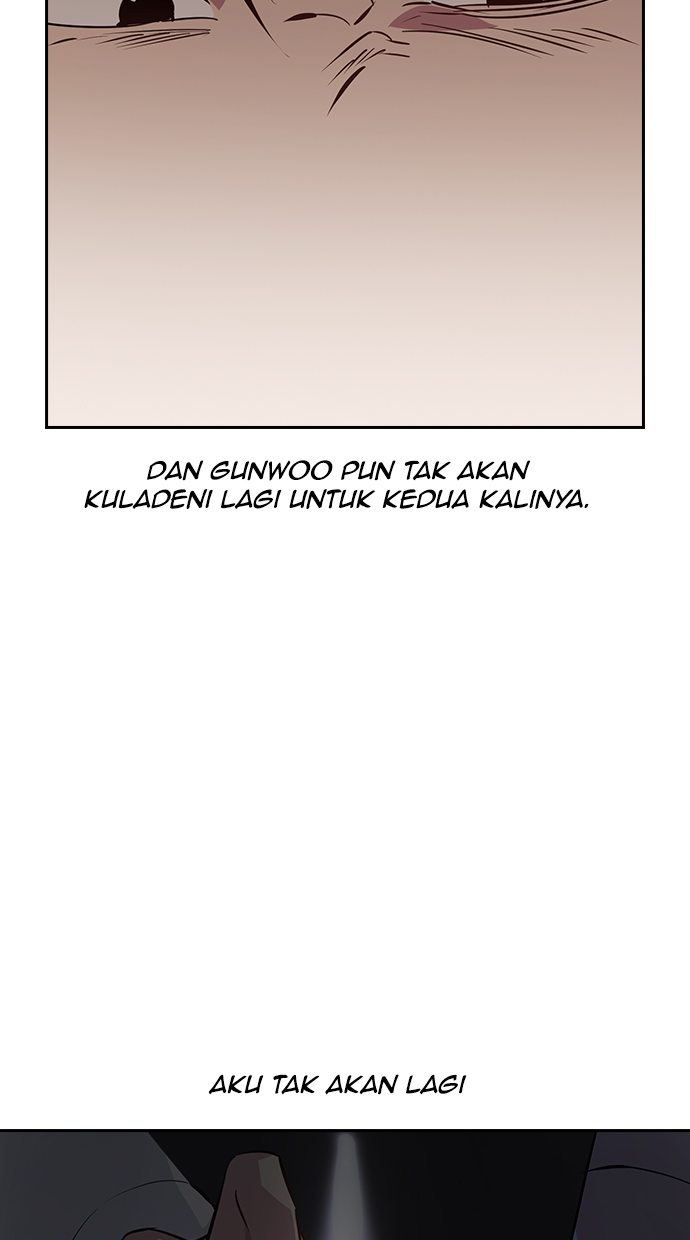 DAN GUNWOO PUN TAK AKAN
KULADENI LAGI UNTUK KEDUA KALINYA.
AKU TAK AKAN LAGI